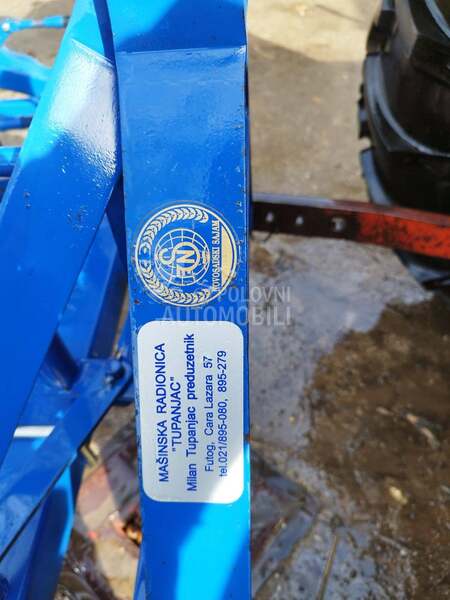 NOVOSADSKI SAJAM
POLOVNI
AUTOMOBILI
MAŠINSKA RADIONICA
"TUPANJAC"
Milan Tupanjac preduzetnik
Futog, Cara Lazara 57
tel.021/895-080, 895-279